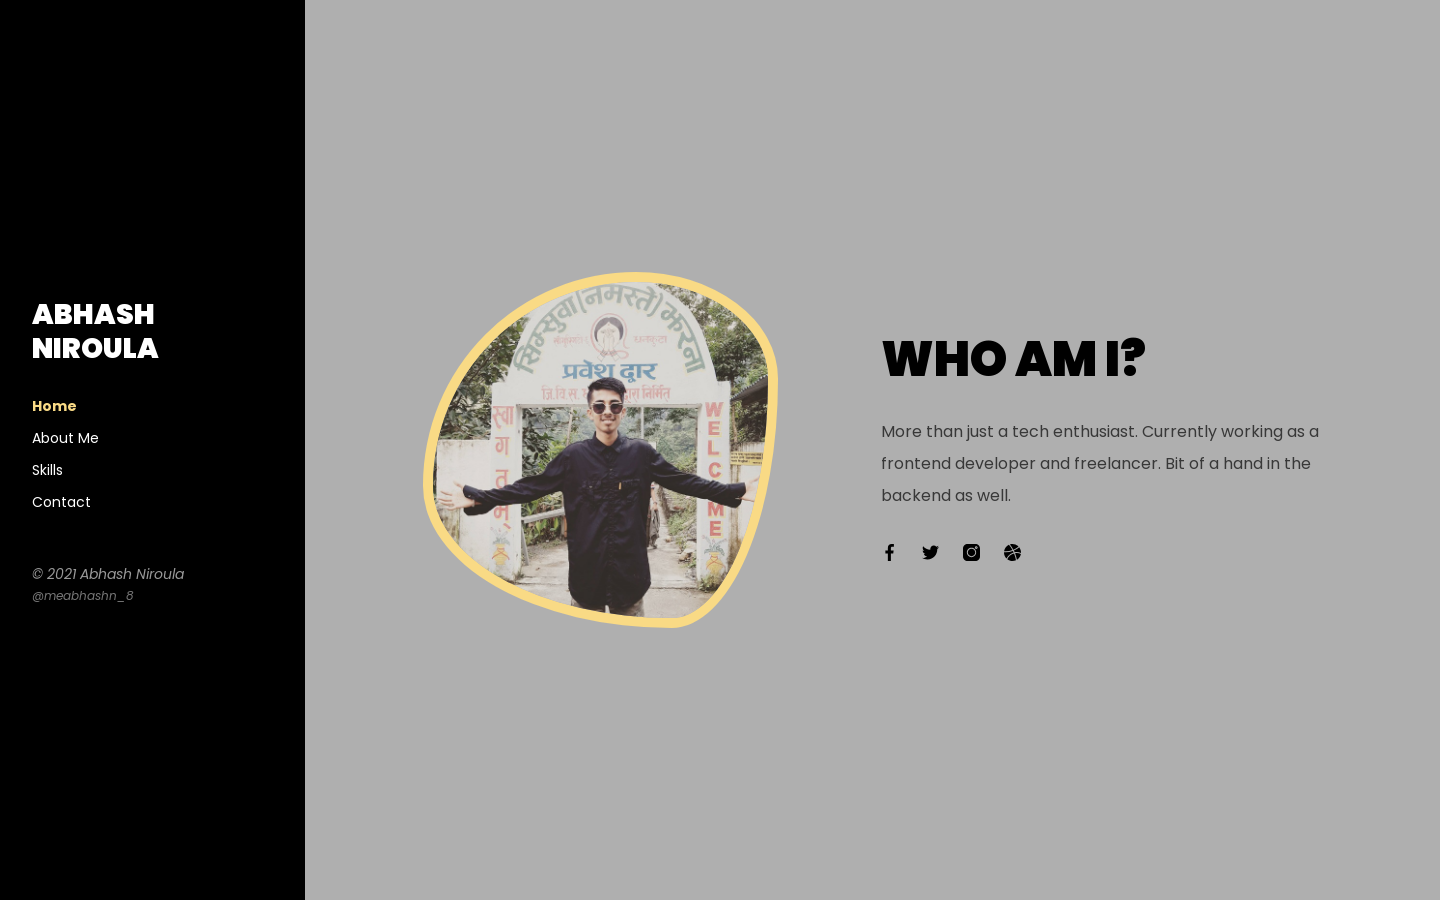 ABHASH
NIROULA
Home
About Me
Skills
Contact
© 2021 Abhash Niroula
@meabhashn_8
सिम्सुवा(नमस्ते) झरना
प्रवेश द्वार
जि.वि.स.
निर्मित
स्वा
ग
त
म्
WELCOME
WHO AM I?
More than just a tech enthusiast. Currently working as a
frontend developer and freelancer. Bit of a hand in the
backend as well.